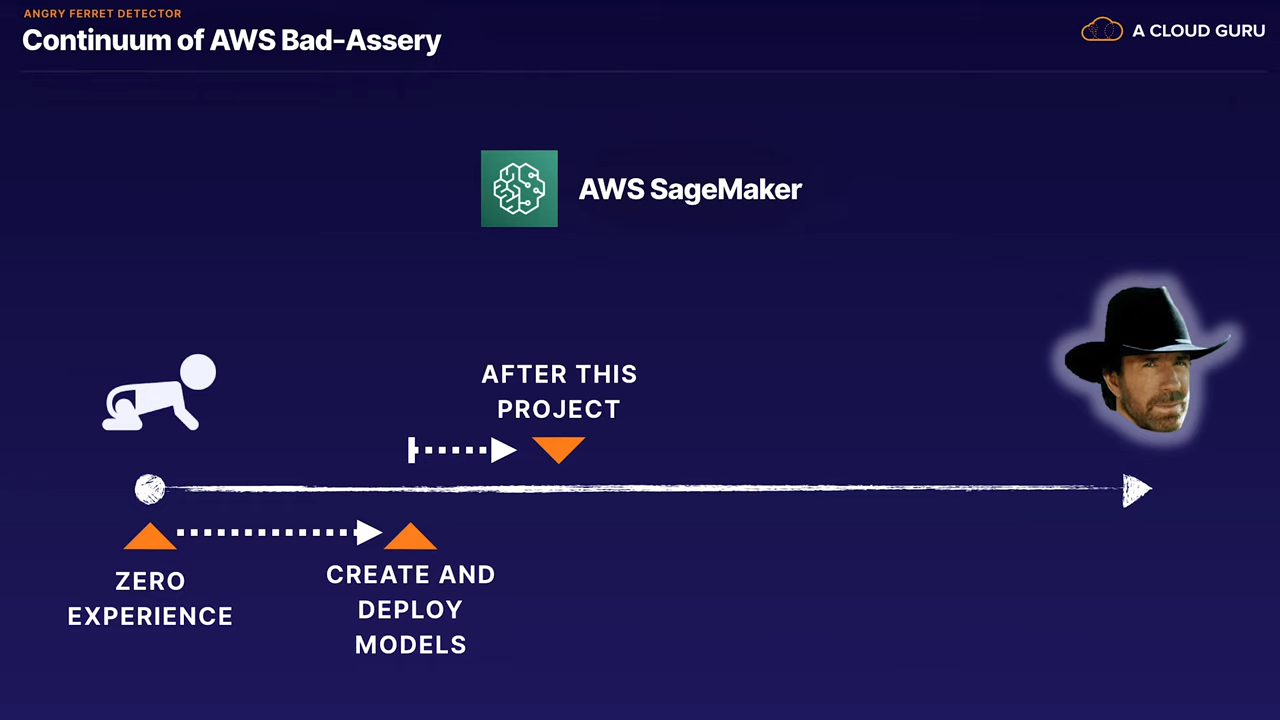 ANGRY FERRET DETECTOR
Continuum of AWS Bad-Assery
A CLOUD GURU
AWS SageMaker
AFTER THIS
PROJECT
ZERO
EXPERIENCE
CREATE AND
DEPLOY
MODELS